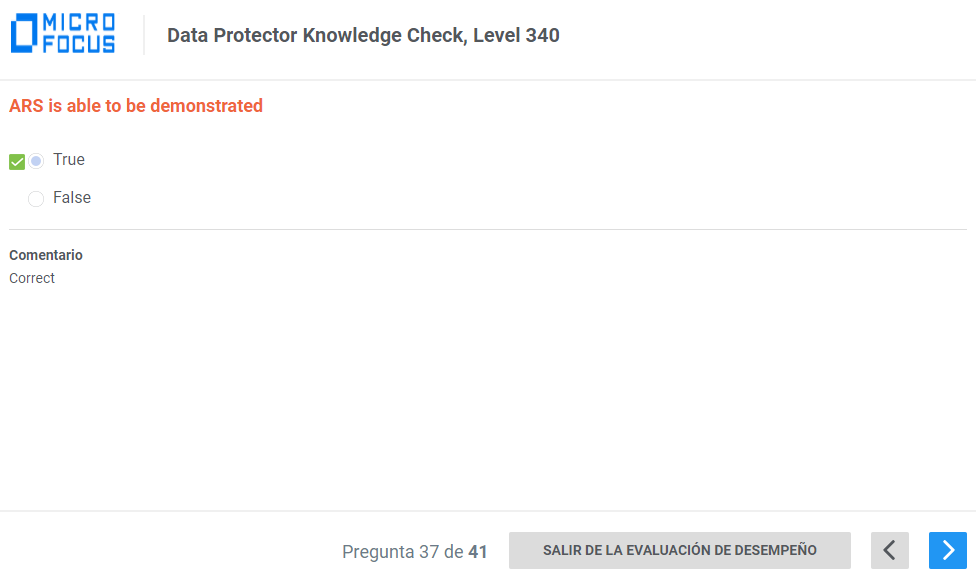 MICRO
FOCUS
Data Protector Knowledge Check, Level 340
ARS is able to be demonstrated
True
False
Comentario
Correct
Pregunta 37 de 41
SALIR DE LA EVALUACIÓN DE DESEMPEÑO